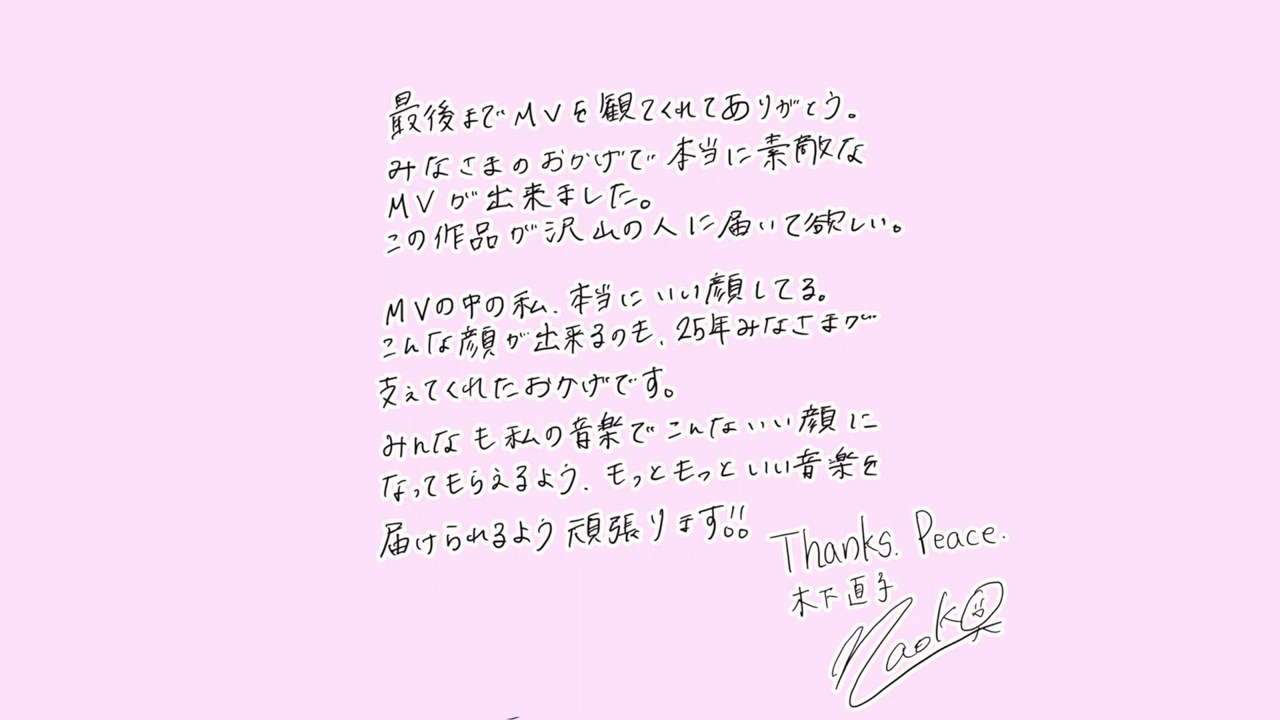 最後までMVを観てくれてありがとう。
みなさまのおかげで本当に素敵な
MVが出来ました。
この作品が沢山の人に届いて欲しい。
MVの中の私、本当にいい顔してる。
こんな顔が出来るのも、25年みなさまが
支えてくれたおかげです。
みんなも私の音楽でこんないい顔に
なってもらえるよう、もっともっといい音楽を
届けられるよう頑張ります!!
Thanks. Peace.
木下直子
Naoko